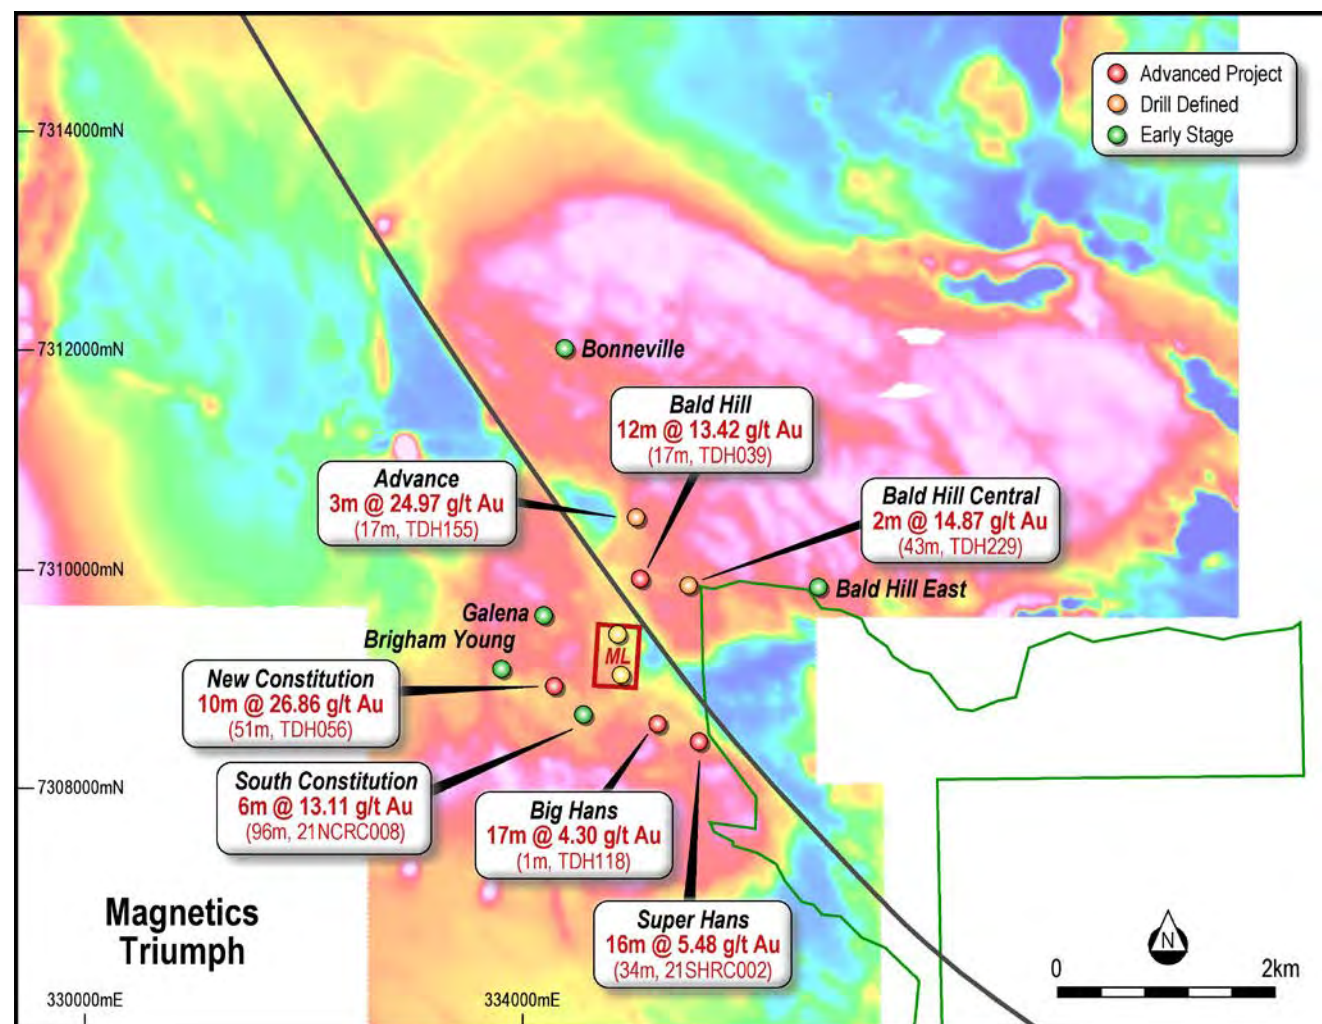 Advanced Project
Drill Defined
Early Stage
7314000mN
7312000mN
7310000mN
7308000mN
Bonneville
Bald Hill
12m @ 13.42 g/t Au
(17m, TDH039)
Advance
3m @ 24.97 g/t Au
(17m, TDH155)
Bald Hill Central
2m @ 14.87 g/t Au
(43m, TDH229)
Bald Hill East
Galena
Brigham Young
ML
New Constitution
10m @ 26.86 g/t Au
(51m, TDH056)
South Constitution
6m @ 13.11 g/t Au
(96m, 21NCRC008)
Big Hans
17m @ 4.30 g/t Au
(1m, TDH118)
Super Hans
16m @ 5.48 g/t Au
(34m, 21SHRC002)
Magnetics
Triumph
N
0 2km
330000mE
334000mE